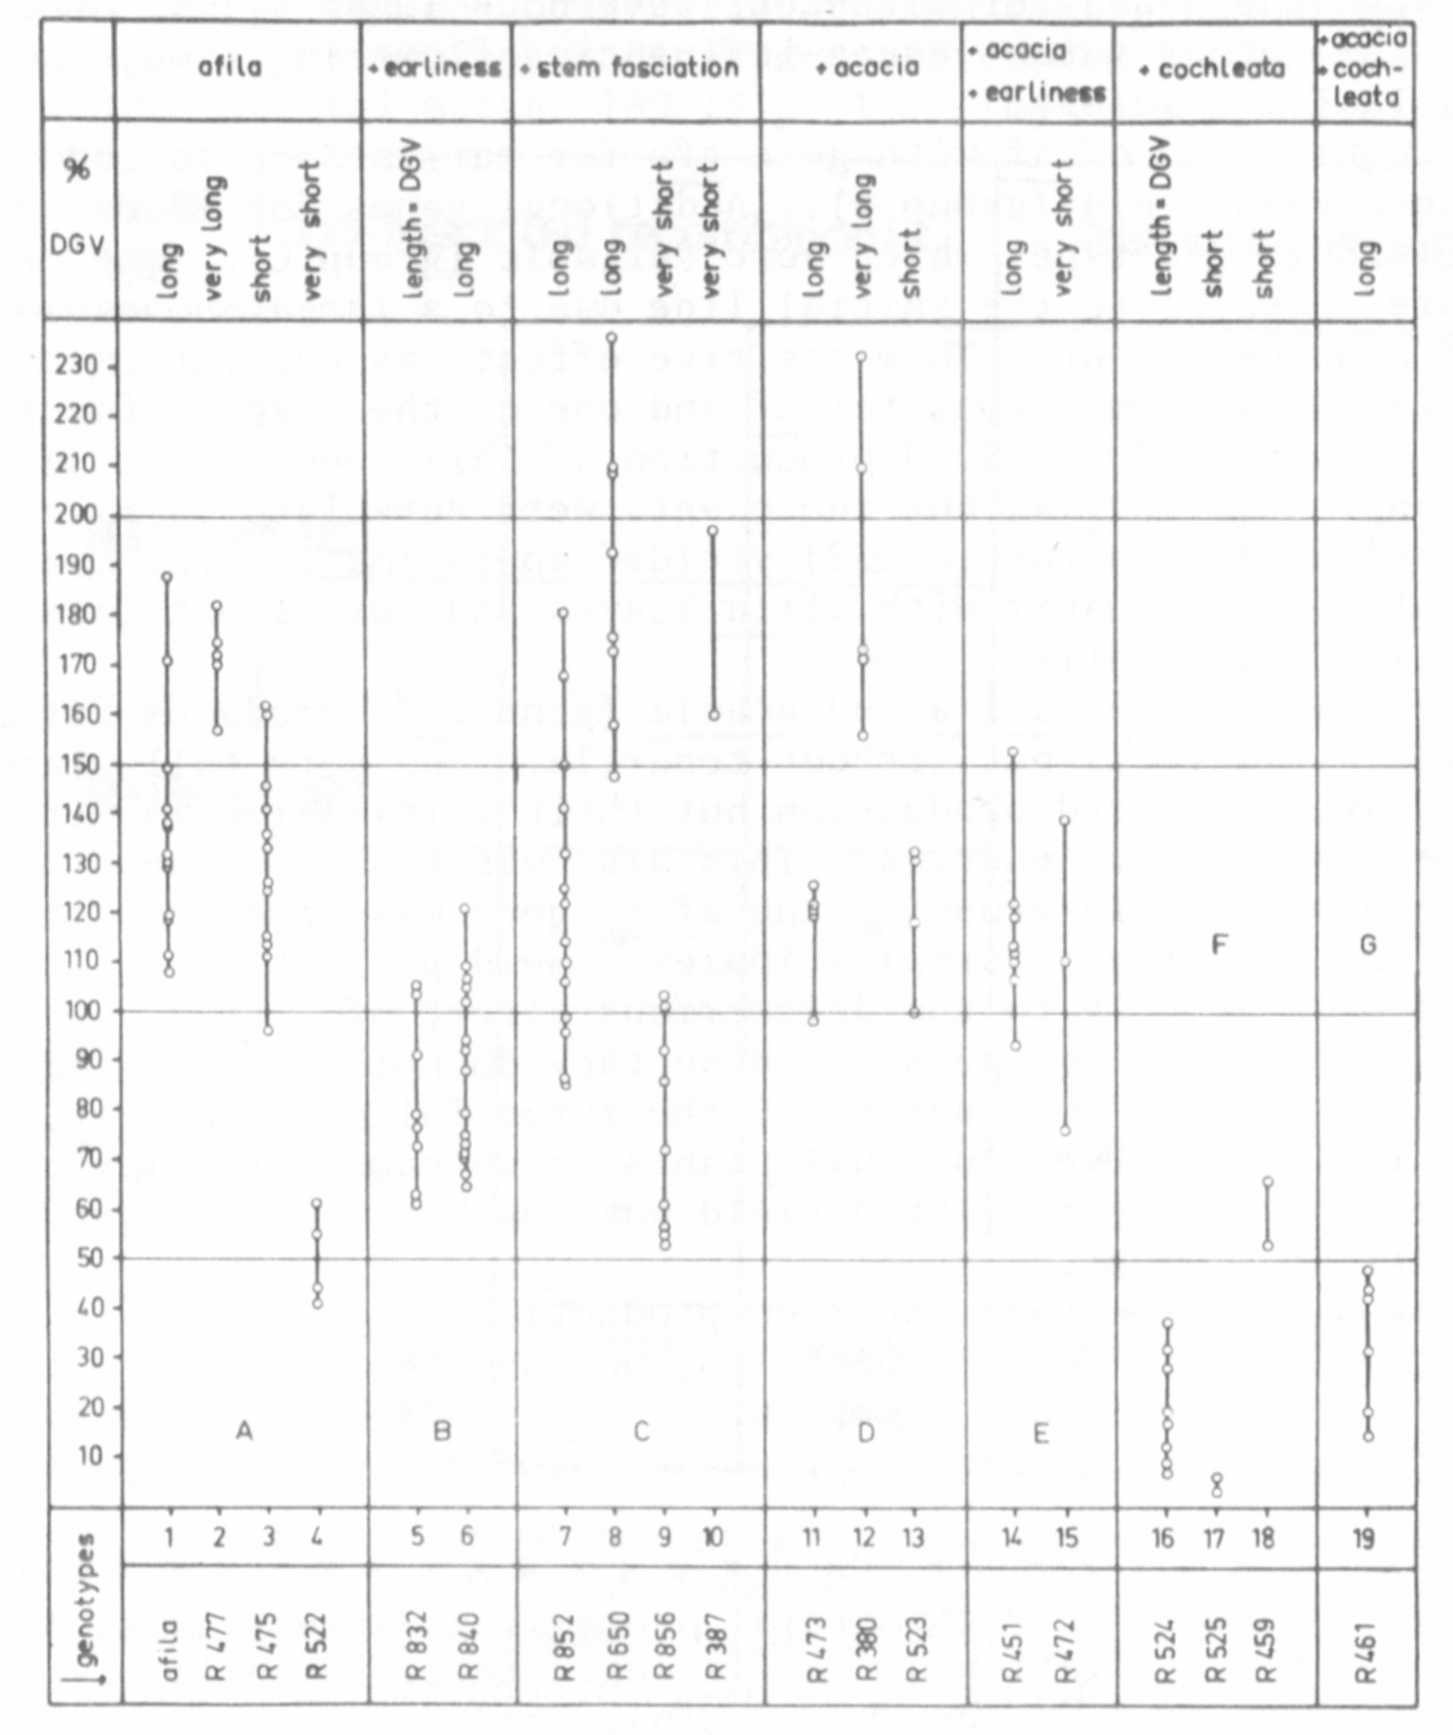 afila
+ earliness
+ stem fasciation
+ acacia
+ acacia
+ earliness
+ cochleata
+ acacia
+ coch-
leata
%
DGV
long
very long
short
very short
length = DGV
long
long
long
very short
very short
long
very long
short
long
very short
length = DGV
short
short
long
230
220
210
200
190
180
170
160
150
140
130
120
110
100
90
80
70
60
50
40
30
20
10
A
B
C
D
E
F
G
genotypes
1
2
3
4
5
6
7
8
9
10
11
12
13
14
15
16
17
18
19
afila
R 477
R 475
R 522
R 832
R 840
R 852
R 650
R 856
R 387
R 473
R 380
R 523
R 451
R 472
R 524
R 525
R 459
R 461